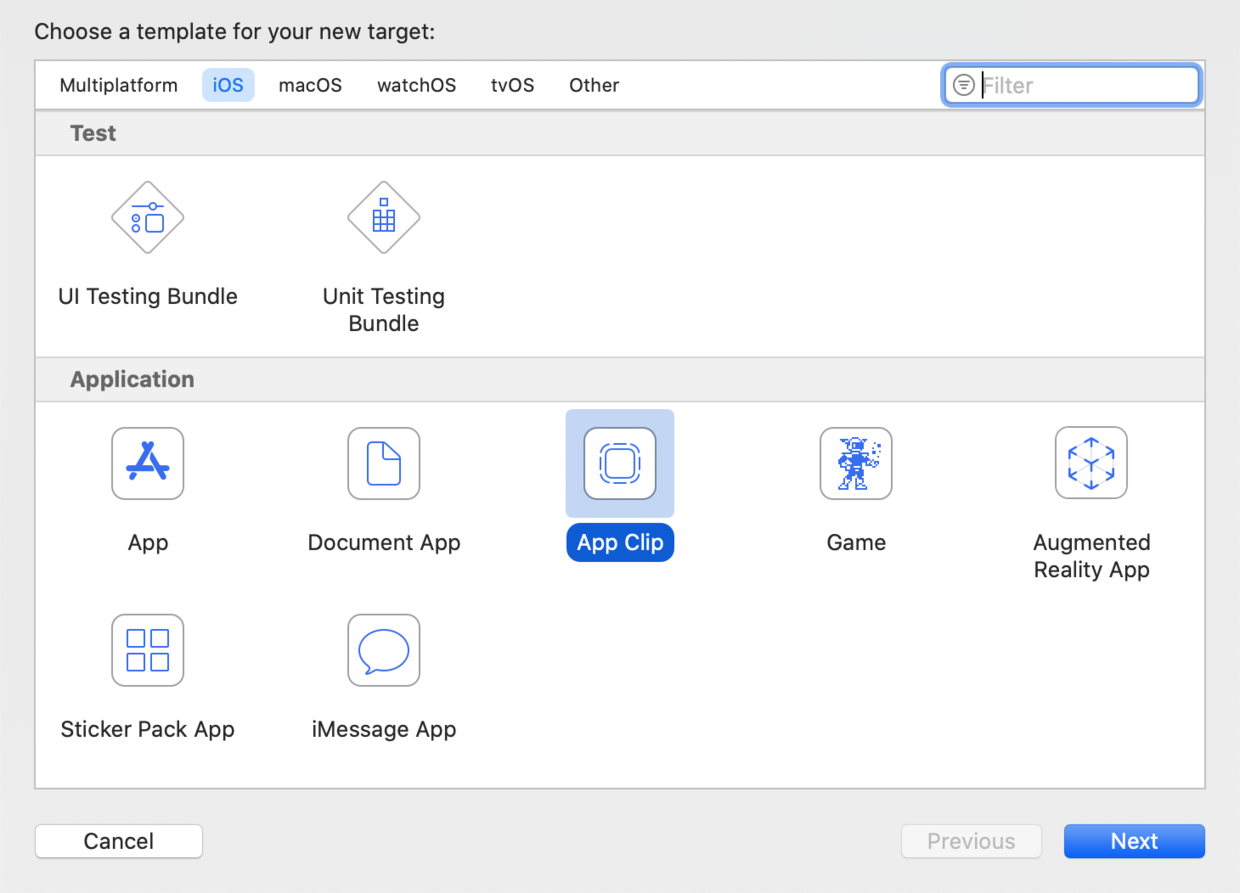 Choose a template for your new target:
Multiplatform iOS macOS watchOS tvOS Other Filter
Test
UI Testing Bundle Unit Testing
Bundle
Application
App Document App App Clip Game Augmented
Reality App
Sticker Pack App iMessage App
Cancel Previous Next